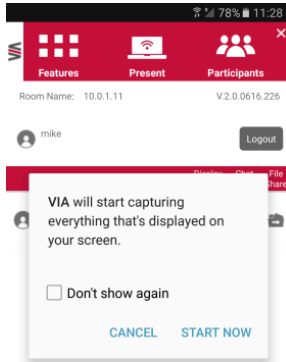 78% 11:28
Features Present Participants
Room Name: 10.0.1.11 V.2.0.0616.226
mike Logout
Display Chat File
Share
VIA will start capturing
everything that's displayed on
your screen.
Don't show again
CANCEL START NOW